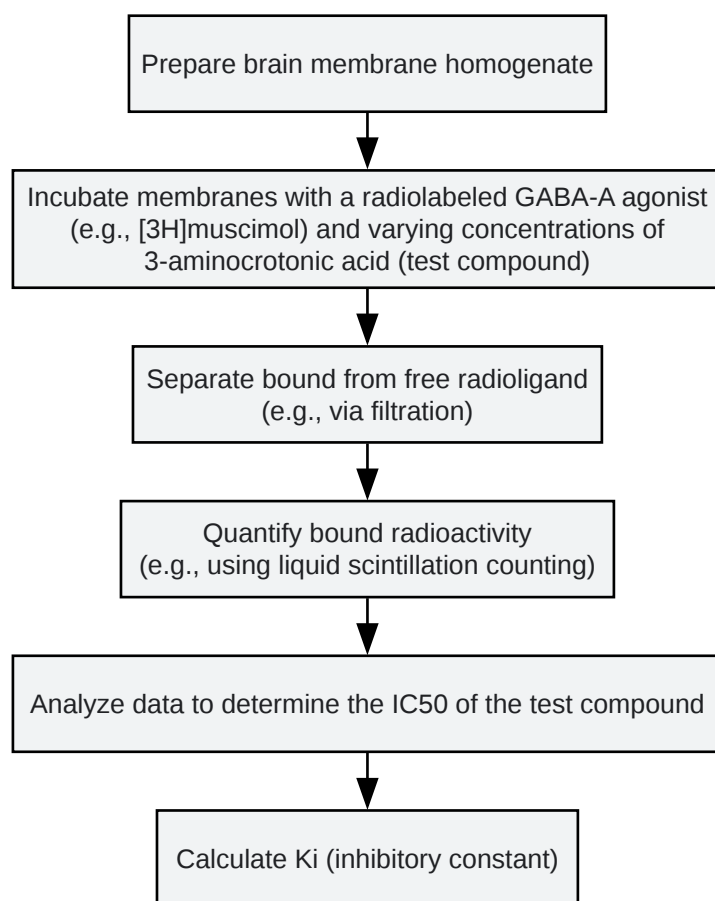 Prepare brain membrane homogenate
Incubate membranes with a radiolabeled GABA-A agonist
(e.g., [3H]muscimol) and varying concentrations of
3-aminocrotonic acid (test compound)
Separate bound from free radioligand
(e.g., via filtration)
Quantify bound radioactivity
(e.g., using liquid scintillation counting)
Analyze data to determine the IC50 of the test compound
Calculate Ki (inhibitory constant)